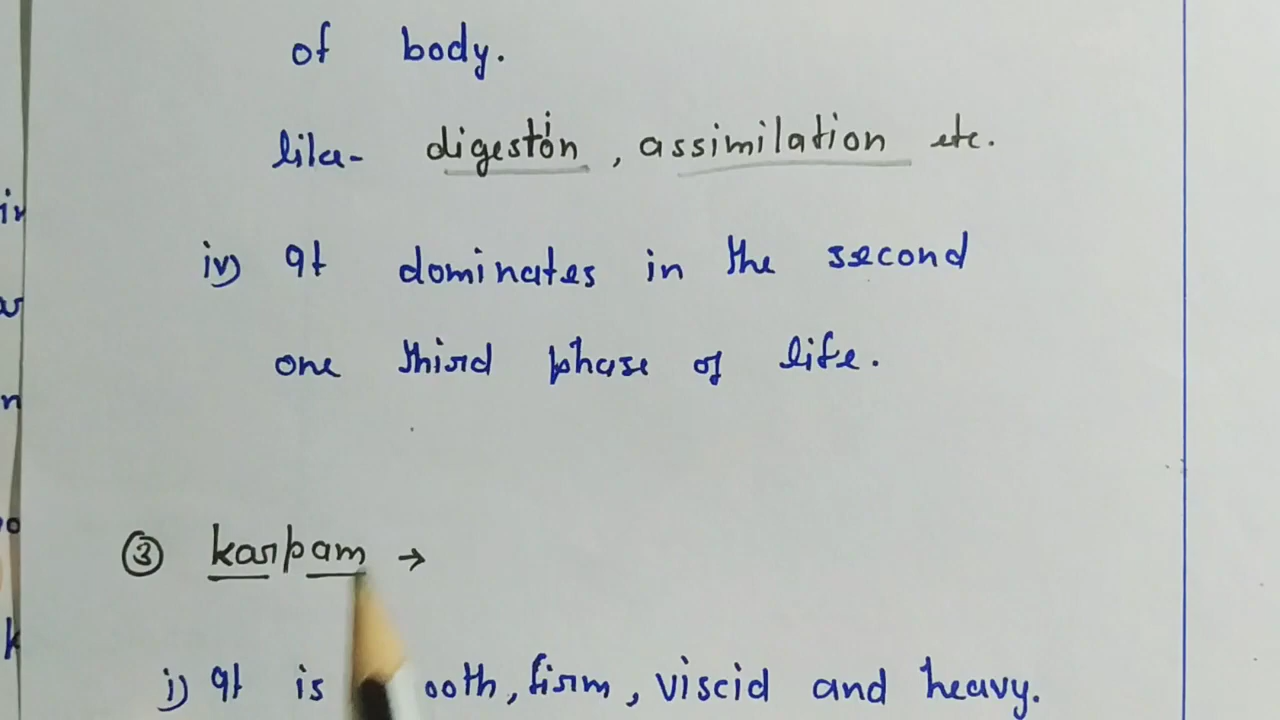 of body.
like- digestion, assimilation etc.
iv) It dominates in the second
one third phase of life.
③ karpam →
i) It is ooth, firm, viscid and heavy.